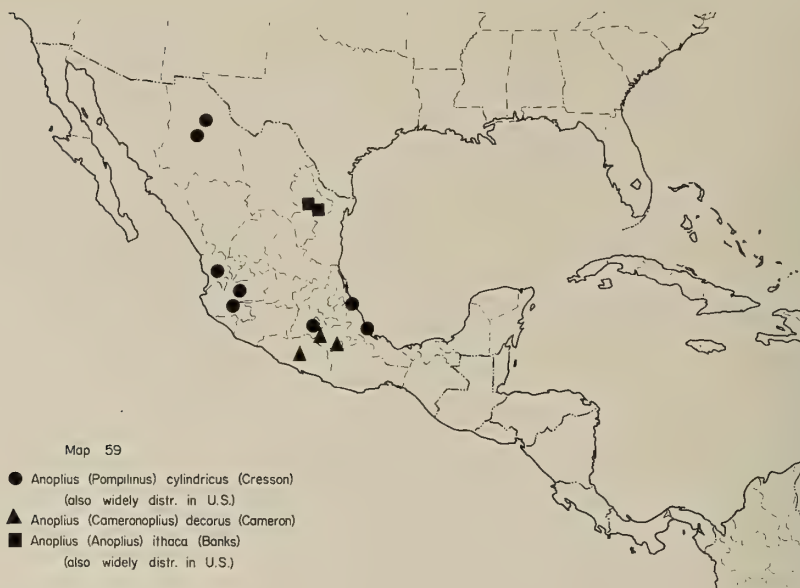 Map 59
Anoplius (Pompilinus) cylindricus (Cresson)
(also widely distr. in U.S.)
Anoplius (Cameronoplius) decorus (Cameron)
Anoplius (Anoplius) ithaca (Banks)
(also widely distr. in U.S.)